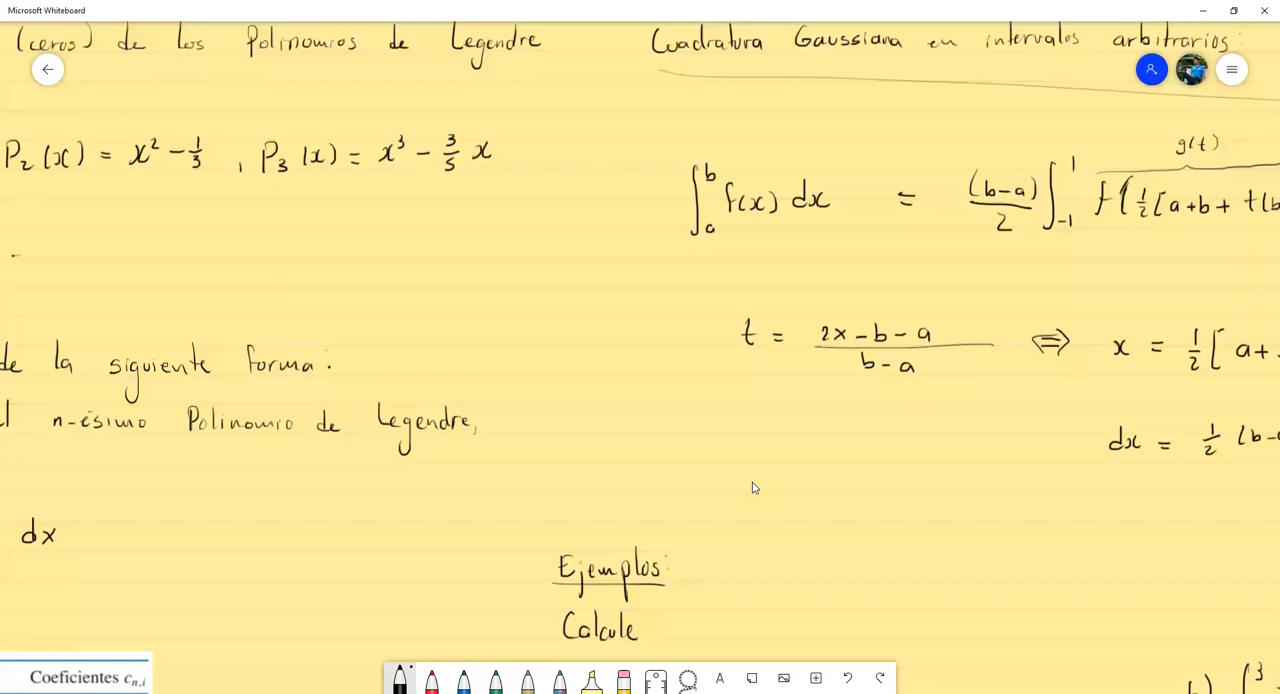 Microsoft Whiteboard
(ceros) de los Polinomios de Legendre
P₂(x) = x² - 1/3 , P₃(x) = x³ - 3/5 x
de la siguiente forma:
n-ésimo Polinomio de Legendre,
dx
Coeficientes cₙ,ᵢ
Cuadratura Gaussiana en intervalos arbitrarios:
g(t)
∫ₐᵇ f(x) dx = (b-a)/2 ∫₋₁¹ f(1/2[a+b+t(b
t = (2x-b-a)/(b-a) ⇔ x = 1/2 [a+
dx = 1/2 (b-
Ejemplos:
Calcule
A